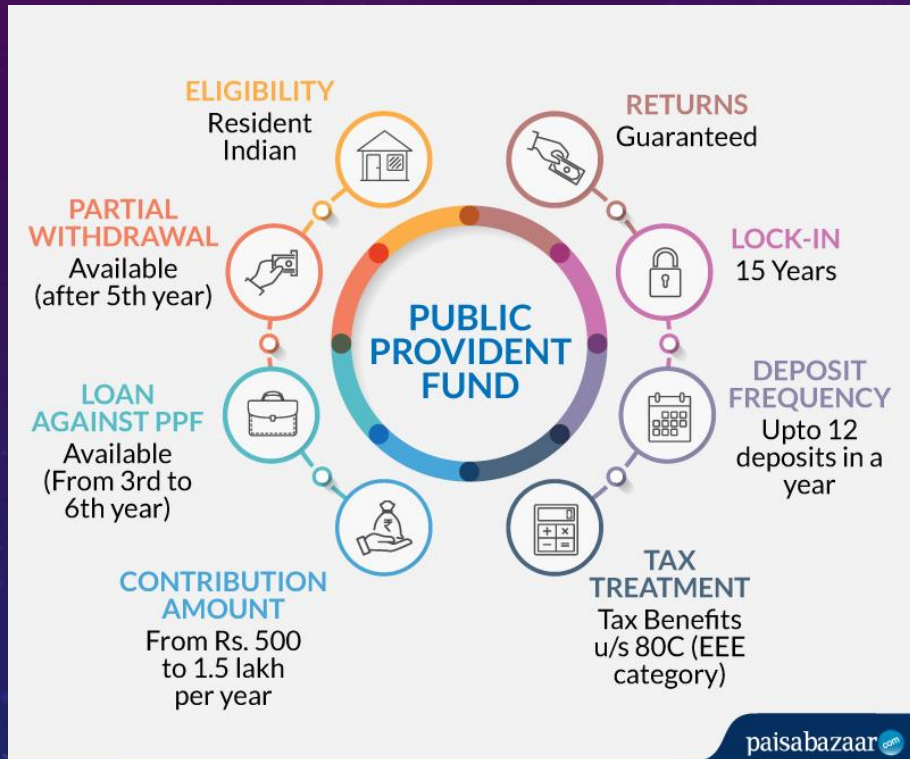 PUBLIC
PROVIDENT
FUND
ELIGIBILITY
Resident
Indian
PARTIAL
WITHDRAWAL
Available
(after 5th year)
LOAN
AGAINST PPF
Available
(From 3rd to
6th year)
CONTRIBUTION
AMOUNT
From Rs. 500
to 1.5 lakh
per year
RETURNS
Guaranteed
LOCK-IN
15 Years
DEPOSIT
FREQUENCY
Upto 12
deposits in a
year
TAX
TREATMENT
Tax Benefits
u/s 80C (EEE
category)
₹
paisabazaar com